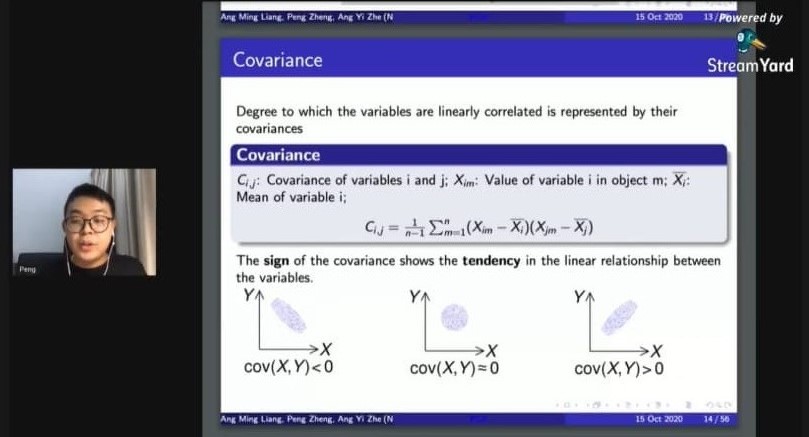 Ang Ming Liang, Peng Zheng, Ang Yi Zhe (N
15 Oct 2020
13 /
Powered by
StreamYard
Covariance
Degree to which the variables are linearly correlated is represented by their
covariances
Covariance
C_{i,j}: Covariance of variables i and j; X_{im}: Value of variable i in object m; \overline{X_i}:
Mean of variable i;
C_{i,j} = \frac{1}{n-1} \sum_{m=1}^{n} (X_{im} − \overline{X_i})(X_{jm} − \overline{X_j})
The sign of the covariance shows the tendency in the linear relationship between
the variables.
Y X
cov(X,Y)<0
Y X
cov(X,Y)≈0
Y X
cov(X,Y)>0
Peng
Ang Ming Liang, Peng Zheng, Ang Yi Zhe (N
15 Oct 2020
14 / 56